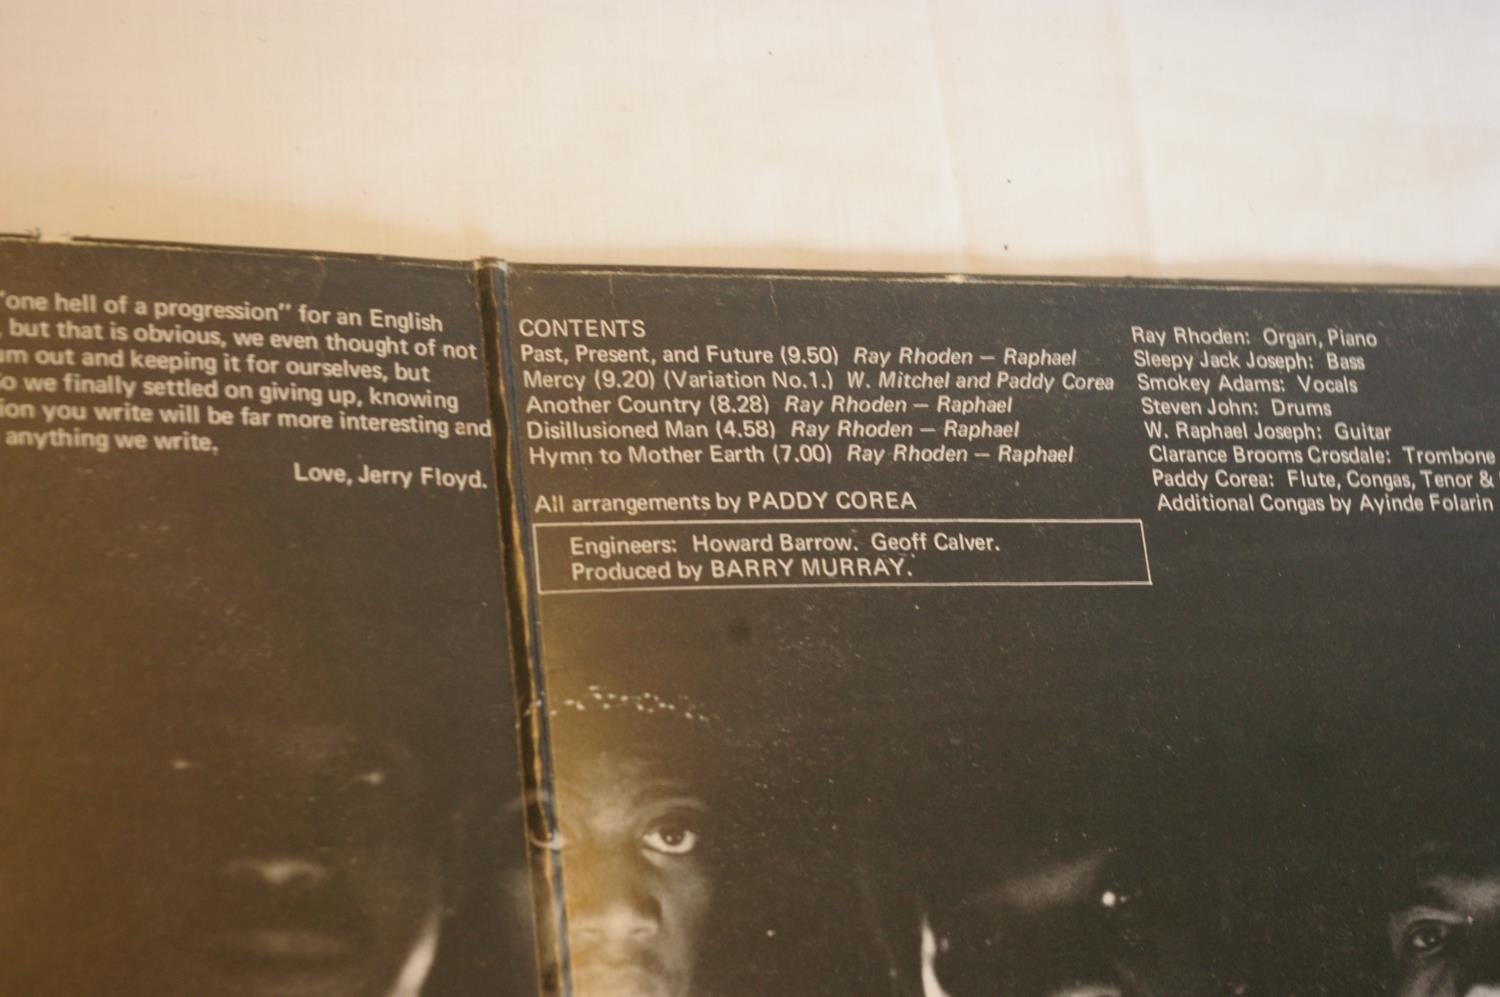 "one hell of a progression" for an English
, but that is obvious, we even thought of not
um out and keeping it for ourselves, but
So we finally settled on giving up, knowing
ion you write will be far more interesting and
anything we write.
Love, Jerry Floyd.
CONTENTS
Past, Present, and Future (9.50) Ray Rhoden — Raphael
Mercy (9.20) (Variation No.1.) W. Mitchel and Paddy Corea
Another Country (8.28) Ray Rhoden — Raphael
Disillusioned Man (4.58) Ray Rhoden — Raphael
Hymn to Mother Earth (7.00) Ray Rhoden — Raphael
All arrangements by PADDY COREA
Engineers: Howard Barrow. Geoff Calver.
Produced by BARRY MURRAY.
Ray Rhoden: Organ, Piano
Sleepy Jack Joseph: Bass
Smokey Adams: Vocals
Steven John: Drums
W. Raphael Joseph: Guitar
Clarance Brooms Crosdale: Trombone
Paddy Corea: Flute, Congas, Tenor &
Additional Congas by Ayinde Folarin